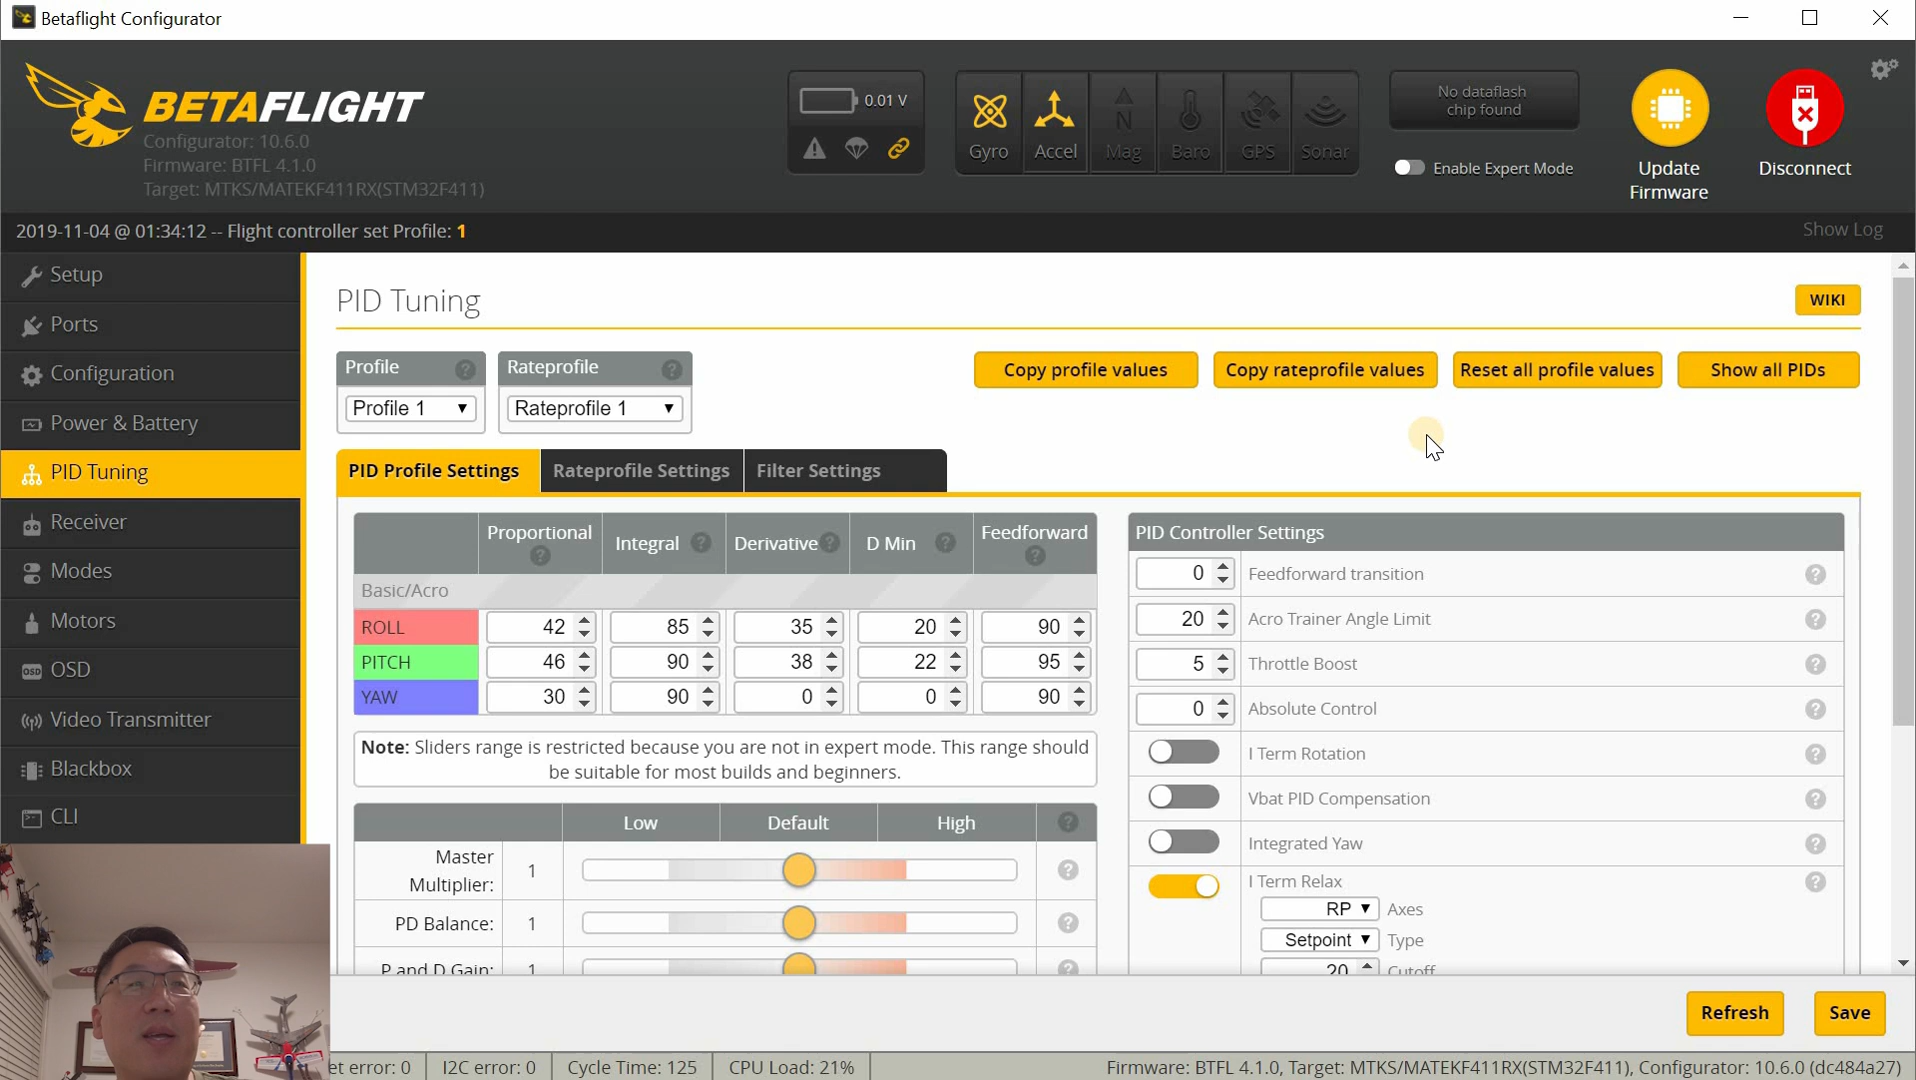 Betaflight Configurator
BETAFLIGHT
Configurator: 10.6.0
Firmware: BTFL 4.1.0
Target: MTKS/MATEKF411RX(STM32F411)
0.01 V
Gyro
Accel
Mag
Baro
GPS
Sonar
No dataflash
chip found
Enable Expert Mode
Update
Firmware
Disconnect
2019-11-04 @ 01:34:12 -- Flight controller set Profile: 1
Show Log
Setup
Ports
Configuration
Power & Battery
PID Tuning
Receiver
Modes
Motors
OSD OSD
Video Transmitter
Blackbox
CLI
PID Tuning
WIKI
Profile
Profile 1
Rateprofile
Rateprofile 1
Copy profile values
Copy rateprofile values
Reset all profile values
Show all PIDs
PID Profile Settings
Rateprofile Settings
Filter Settings
Proportional Integral Derivative D Min Feedforward
Basic/Acro
ROLL 42 85 35 20 90
PITCH 46 90 38 22 95
YAW 30 90 0 0 90
Note: Sliders range is restricted because you are not in expert mode. This range should
be suitable for most builds and beginners.
Low Default High
Master
Multiplier: 1
PD Balance: 1
P and D Gain: 1
PID Controller Settings
0 Feedforward transition
20 Acro Trainer Angle Limit
5 Throttle Boost
0 Absolute Control
I Term Rotation
Vbat PID Compensation
Integrated Yaw
I Term Relax
RP Axes
Setpoint Type
20 Cutoff
Refresh
Save
et error: 0
I2C error: 0
Cycle Time: 125
CPU Load: 21%
Firmware: BTFL 4.1.0, Target: MTKS/MATEKF411RX(STM32F411), Configurator: 10.6.0 (dc484a27)